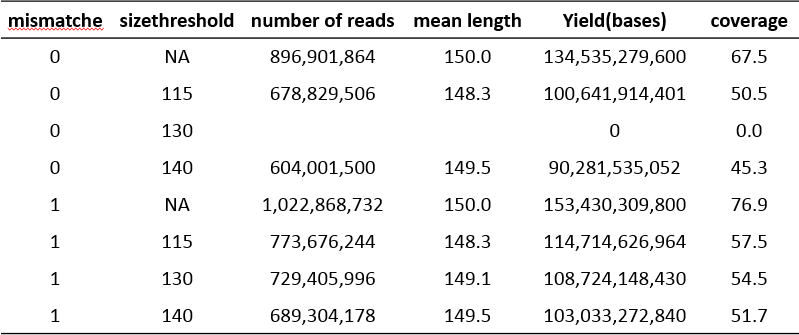 mismatche sizethreshold number of reads mean length Yield(bases) coverage
0 NA 896,901,864 150.0 134,535,279,600 67.5
0 115 678,829,506 148.3 100,641,914,401 50.5
0 130 0 0.0
0 140 604,001,500 149.5 90,281,535,052 45.3
1 NA 1,022,868,732 150.0 153,430,309,800 76.9
1 115 773,676,244 148.3 114,714,626,964 57.5
1 130 729,405,996 149.1 108,724,148,430 54.5
1 140 689,304,178 149.5 103,033,272,840 51.7